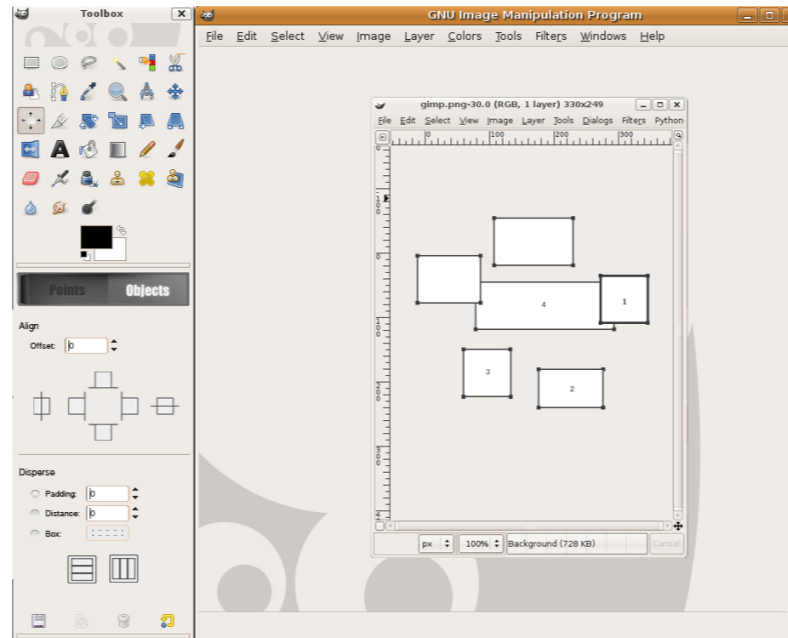 Toolbox
GNU Image Manipulation Program
File Edit Select View Image Layer Colors Tools Filters Windows Help
gimp.png-30.0 (RGB, 1 layer) 330x249
File Edit Select View Image Layer Tools Dialogs Filters Python
0 100 200 300
4
1
3
2
Points Objects
Align
Offset: 0
Disperse
Padding: 0
Distance: 0
Box:
px 100% Background (728 KB) Cancel